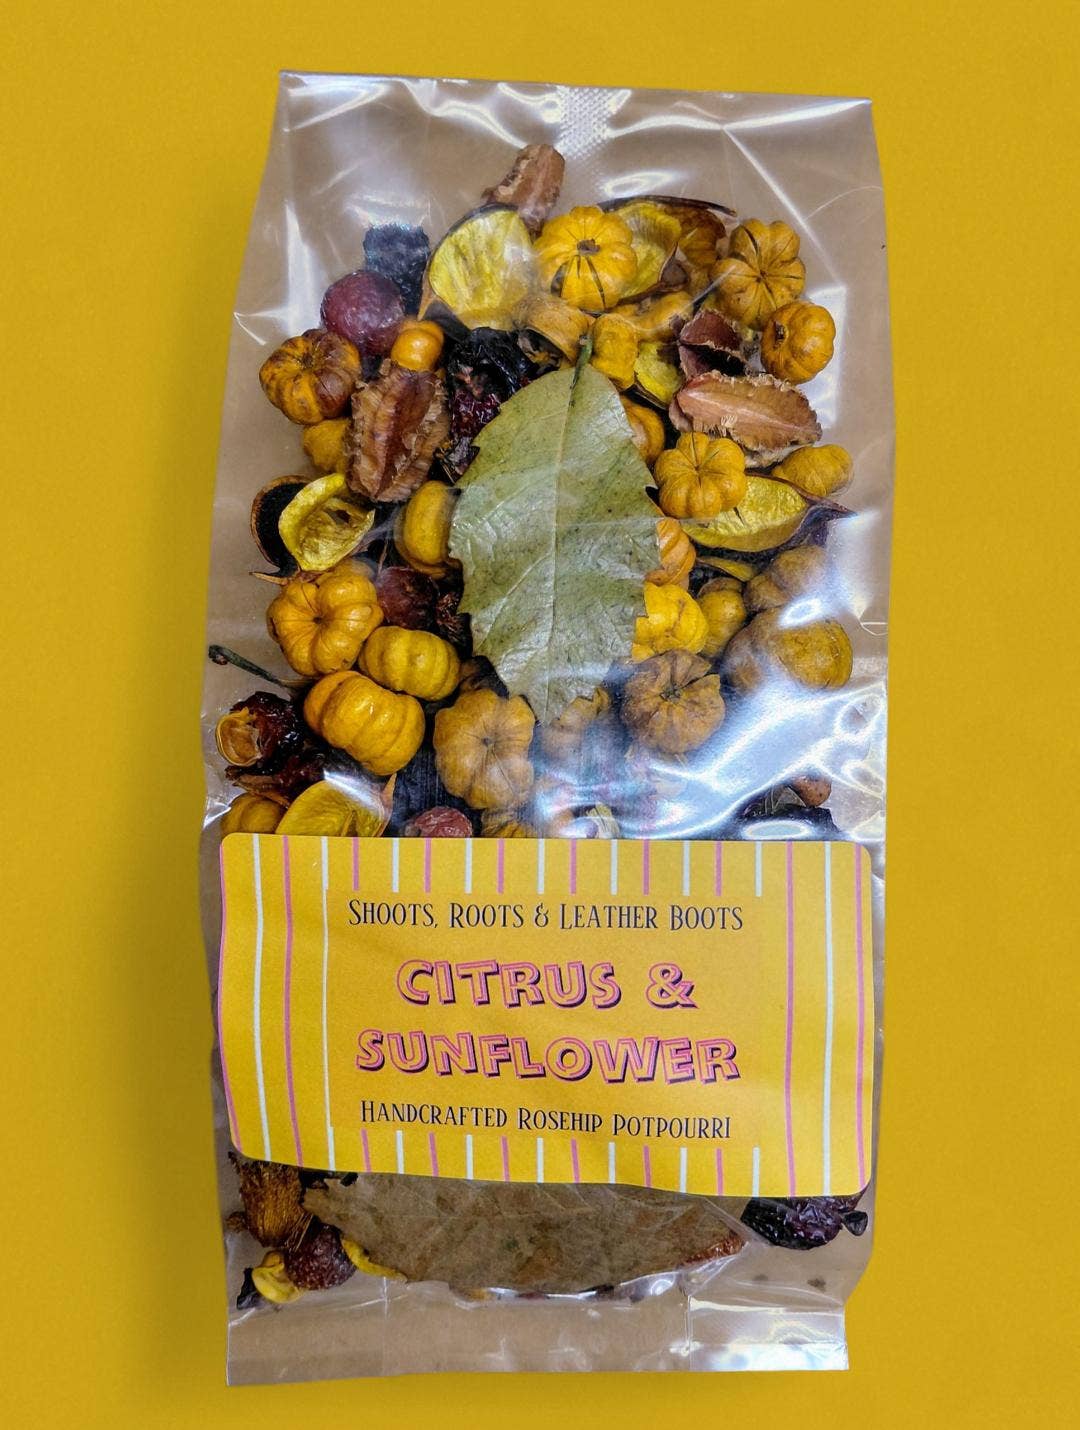 SHOOTS, ROOTS & LEATHER BOOTS
CITRUS &
SUNFLOWER
HANDCRAFTED ROSEHIP POTPOURRI